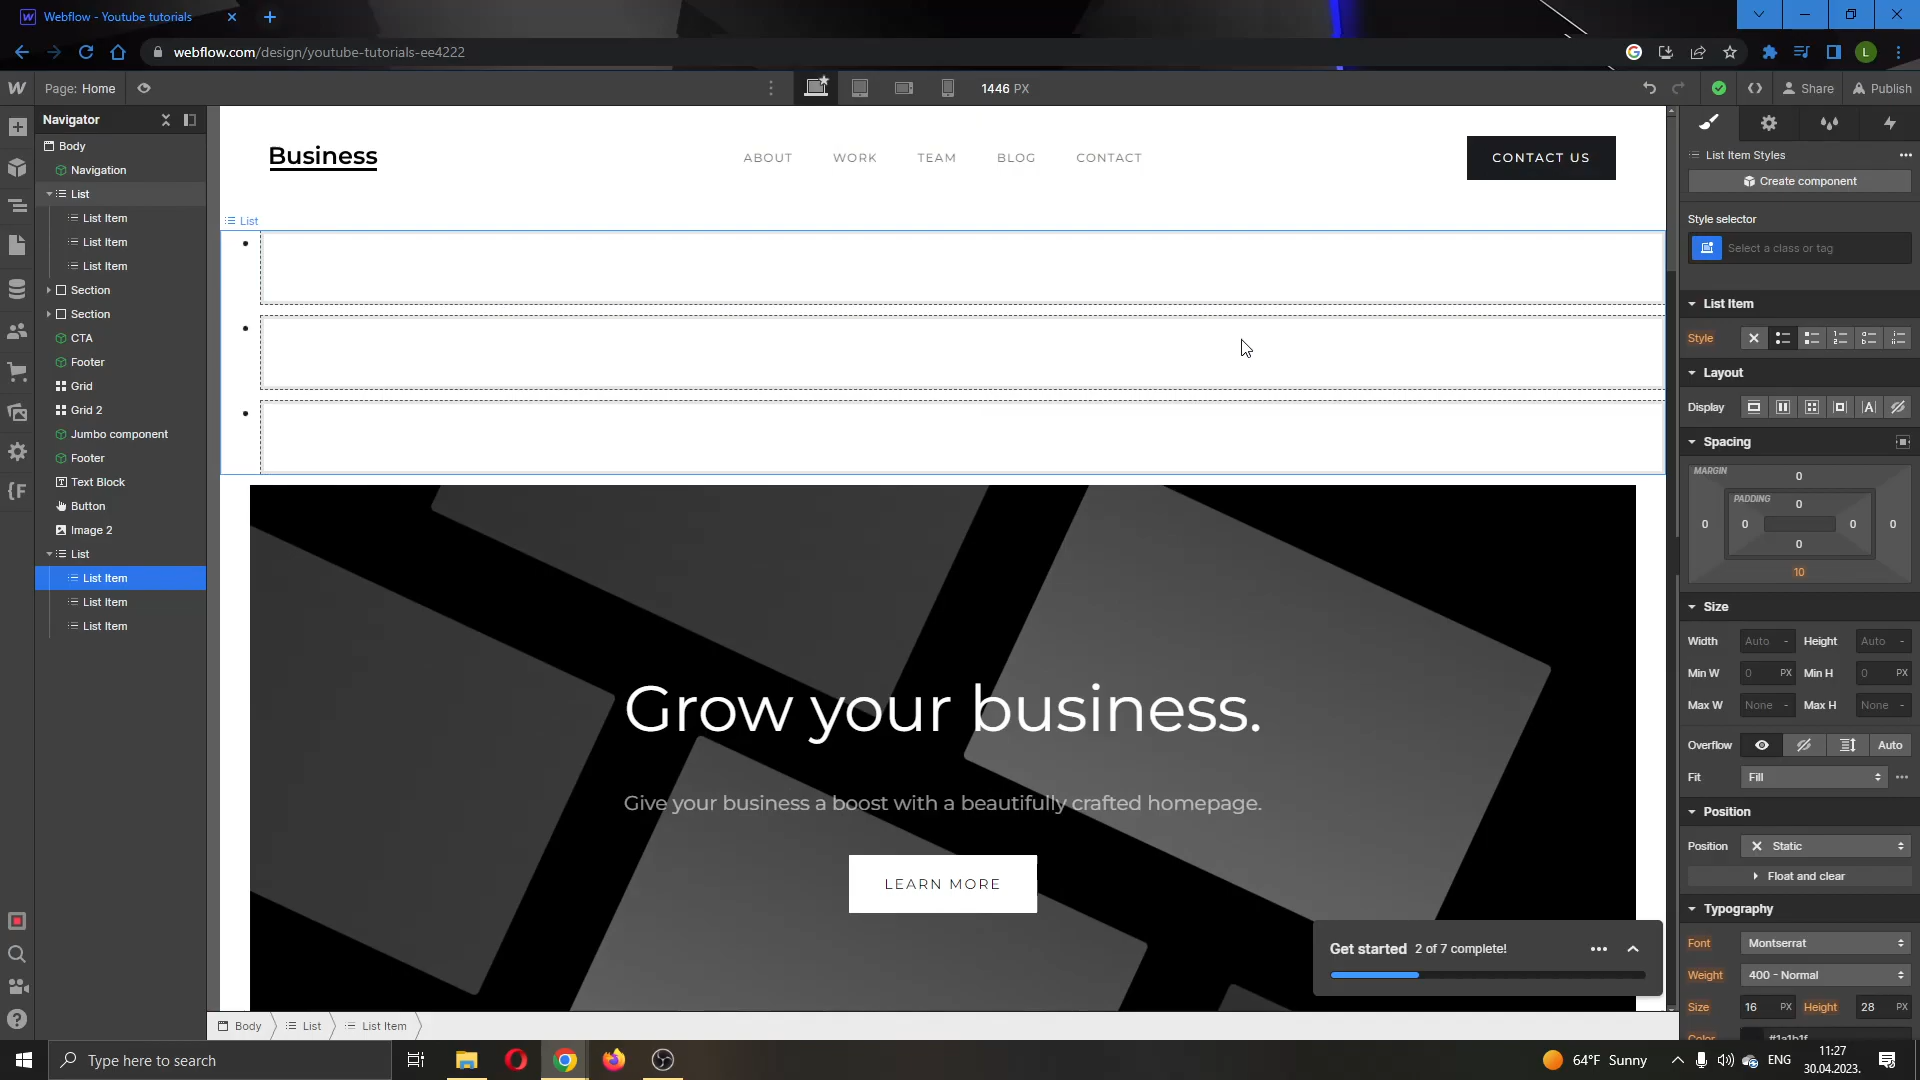 Webflow - Youtube tutorials
webflow.com/design/youtube-tutorials-ee4222
L
Page: Home
1446 PX
Share
Publish
Navigator
Body
Navigation
List
List Item
List Item
List Item
Section
Section
CTA
Footer
Grid
Grid 2
Jumbo component
Footer
Text Block
Button
Image 2
List
List Item
List Item
List Item
Business
ABOUT
WORK
TEAM
BLOG
CONTACT
CONTACT US
List
Grow your business.
Give your business a boost with a beautifully crafted homepage.
LEARN MORE
Get started 2 of 7 complete!
Body
List
List Item
List Item Styles
Create component
Style selector
Select a class or tag
List Item
Style
Layout
Display
Spacing
MARGIN
0
PADDING
0
0 0 0 0
0
10
Size
Width Auto - Height Auto -
Min W 0 PX Min H 0 PX
Max W None - Max H None -
Overflow Auto
Fit Fill
Position
Position Static
Float and clear
Typography
Font Montserrat
Weight 400 - Normal
Size 16 PX Height 28 PX
Color #1a1b1f
Type here to search
64°F Sunny
ENG
11:27
30.04.2023.